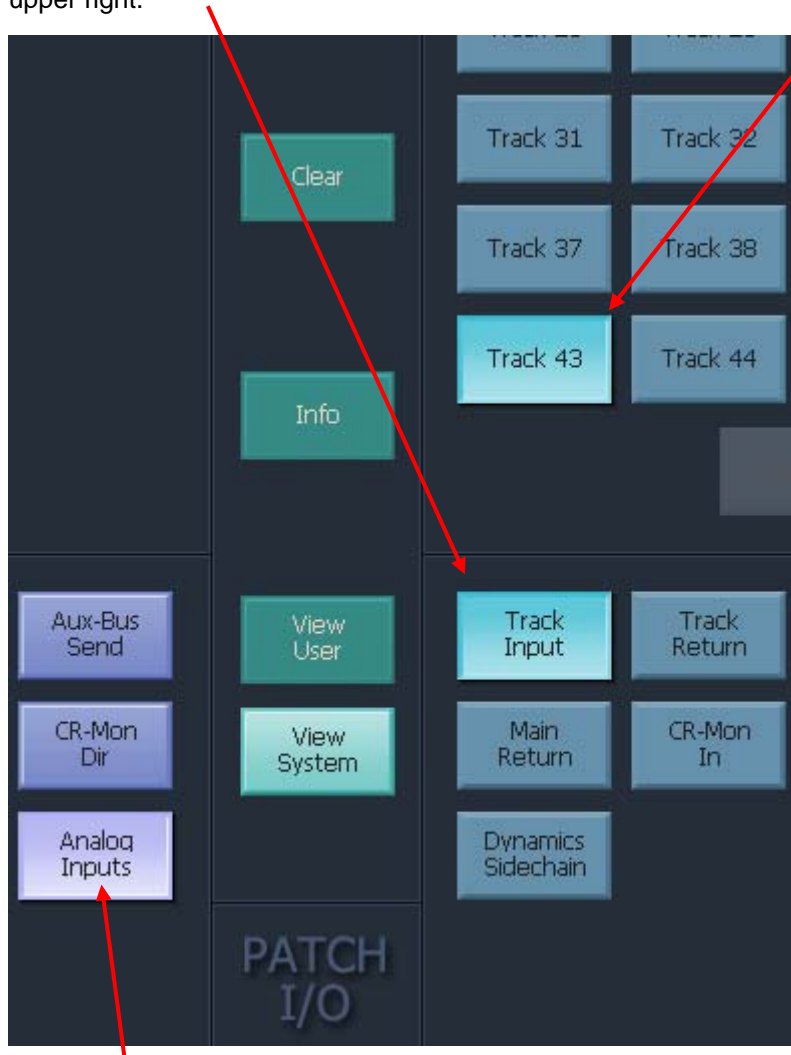 upper right.
Clear
Track 31
Track 32
Track 37
Track 38
Track 43
Track 44
Info
Aux-Bus
Send
View
User
Track
Input
Track
Return
CR-Mon
Dir
View
System
Main
Return
CR-Mon
In
Analog
Inputs
Dynamics
Sidechain
PATCH
I/O